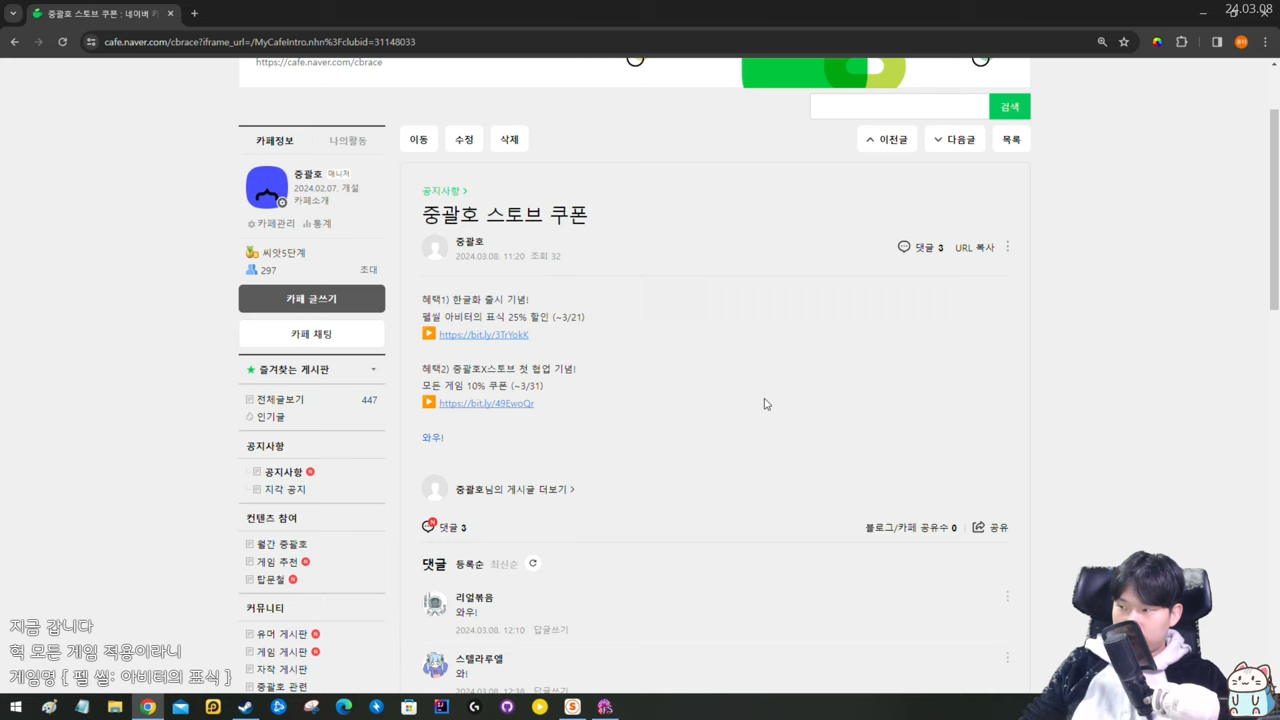 24.03.08
중괄호 스토브 쿠폰 : 네이버 카
cafe.naver.com/cbrace?iframe_url=/MyCafeIntro.nhn%3Fclubid=31148033
https://cafe.naver.com/cbrace
검색
카페정보 나의활동
이동 수정 삭제 이전글 다음글 목록
중괄호 매니저
2024.02.07. 개설
카페소개
카페관리 통계
씨앗5단계
297 초대
카페 글쓰기
카페 채팅
즐겨찾는 게시판
전체글보기 447
인기글
공지사항
공지사항 N
지각 공지
컨텐츠 참여
월간 중괄호
게임 추천 N
탑문철 N
커뮤니티
유머 게시판 N
게임 게시판 N
자작 게시판
중괄호 관련
공지사항 >
중괄호 스토브 쿠폰
중괄호
2024.03.08. 11:20 조회 32
댓글 3 URL 복사
혜택1) 한글화 출시 기념!
펠씰 아비터의 표식 25% 할인 (~3/21)
https://bit.ly/3TrYokK
혜택2) 중괄호X스토브 첫 협업 기념!
모든 게임 10% 쿠폰 (~3/31)
https://bit.ly/49EwoQr
와우!
중괄호님의 게시글 더보기 >
댓글 3 블로그/카페 공유수 0 공유
댓글 등록순 최신순
리얼볶음
와우!
2024.03.08. 12:10 답글쓰기
스텔라루엘
와!
2024.03.08. 12:38 답글쓰기
지금 갑니다
헉 모든 게임 적용이라니
게임명 { 펠 씰: 아비터의 표식 }